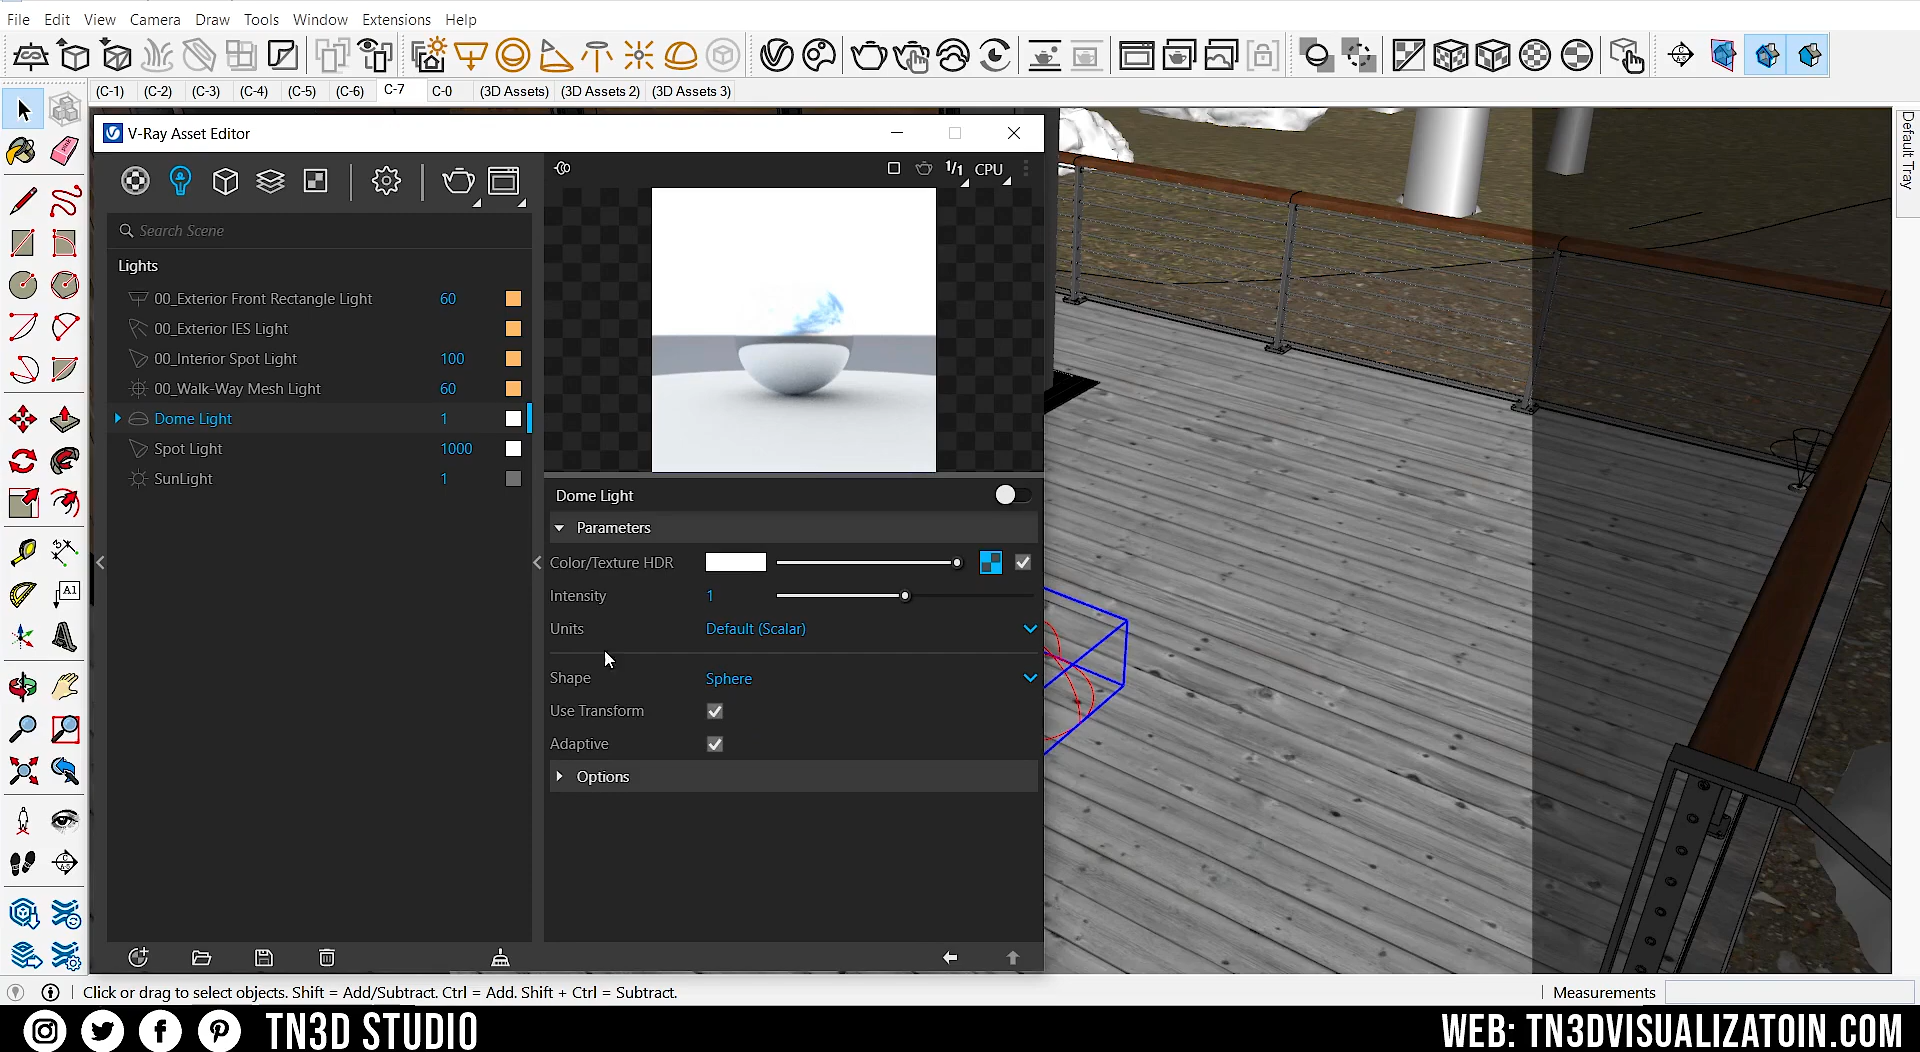 File Edit View Camera Draw Tools Window Extensions Help
(C-1) (C-2) (C-3) (C-4) (C-5) (C-6) C-7 C-0 (3D Assets) (3D Assets 2) (3D Assets 3)
Default Tray
V-Ray Asset Editor
1/1 CPU
Search Scene
Lights
00_Exterior Front Rectangle Light 60
00_Exterior IES Light
00_Interior Spot Light 100
00_Walk-Way Mesh Light 60
Dome Light 1
Spot Light 1000
SunLight 1
Dome Light
Parameters
Color/Texture HDR
Intensity 1
Units Default (Scalar)
Shape Sphere
Use Transform
Adaptive
Options
A1
Click or drag to select objects. Shift = Add/Subtract. Ctrl = Add. Shift + Ctrl = Subtract.
Measurements
TN3D STUDIO
WEB: TN3DVISUALIZATOIN.COM